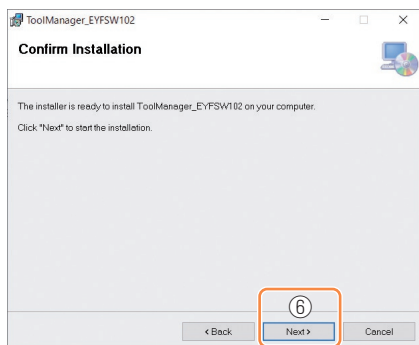 ToolManager_EYFSW102
Confirm Installation
The installer is ready to install ToolManager_EYFSW102 on your computer.
Click "Next" to start the installation.
⑥
< Back
Next >
Cancel